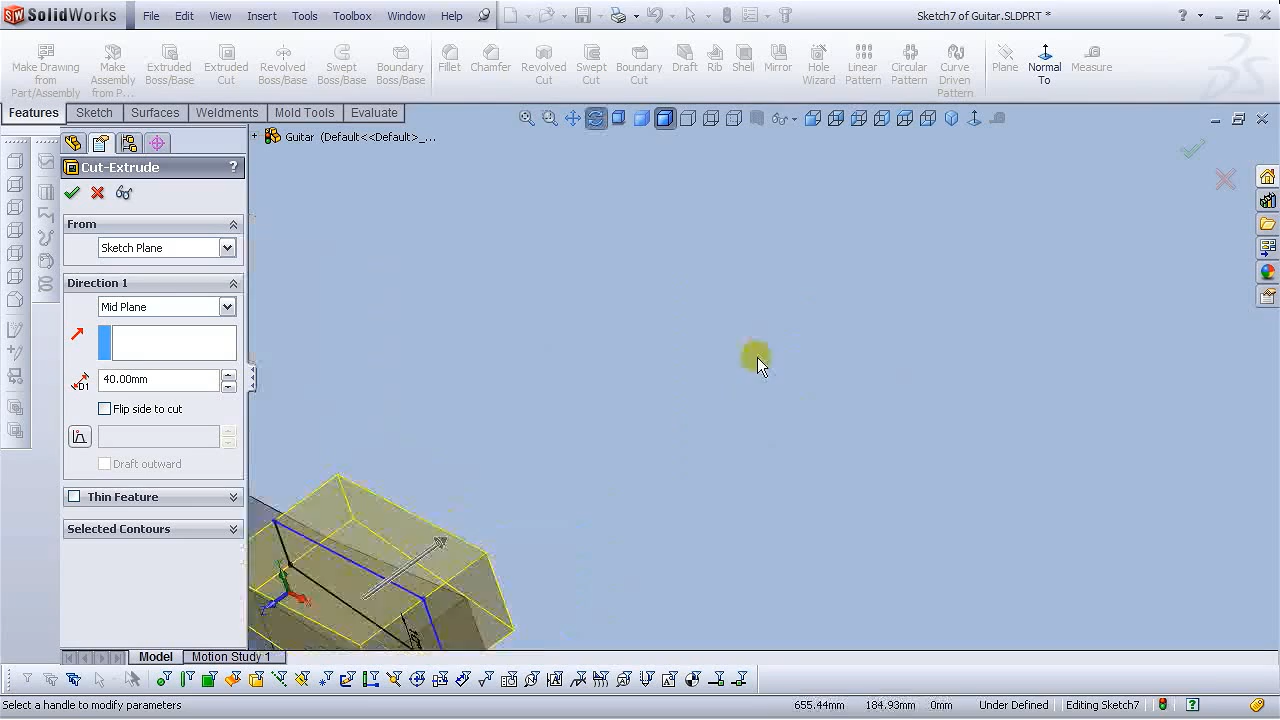 SolidWorks
File Edit View Insert Tools Toolbox Window Help
Sketch7 of Guitar.SLDPRT *
Make Drawing from Part/Assembly
Make Assembly from P...
Extruded Boss/Base
Extruded Cut
Revolved Boss/Base
Swept Boss/Base
Boundary Boss/Base
Fillet
Chamfer
Revolved Cut
Swept Cut
Boundary Cut
Draft
Rib
Shell
Mirror
Hole Wizard
Linear Pattern
Circular Pattern
Curve Driven Pattern
Plane
Normal To
Measure
Features Sketch Surfaces Weldments Mold Tools Evaluate
Guitar (Default<<Default>_...
Cut-Extrude ?
From
Sketch Plane
Direction 1
Mid Plane
D1
40.00mm
Flip side to cut
Draft outward
Thin Feature
Selected Contours
Model Motion Study 1
Select a handle to modify parameters
655.44mm 184.93mm 0mm Under Defined Editing Sketch7